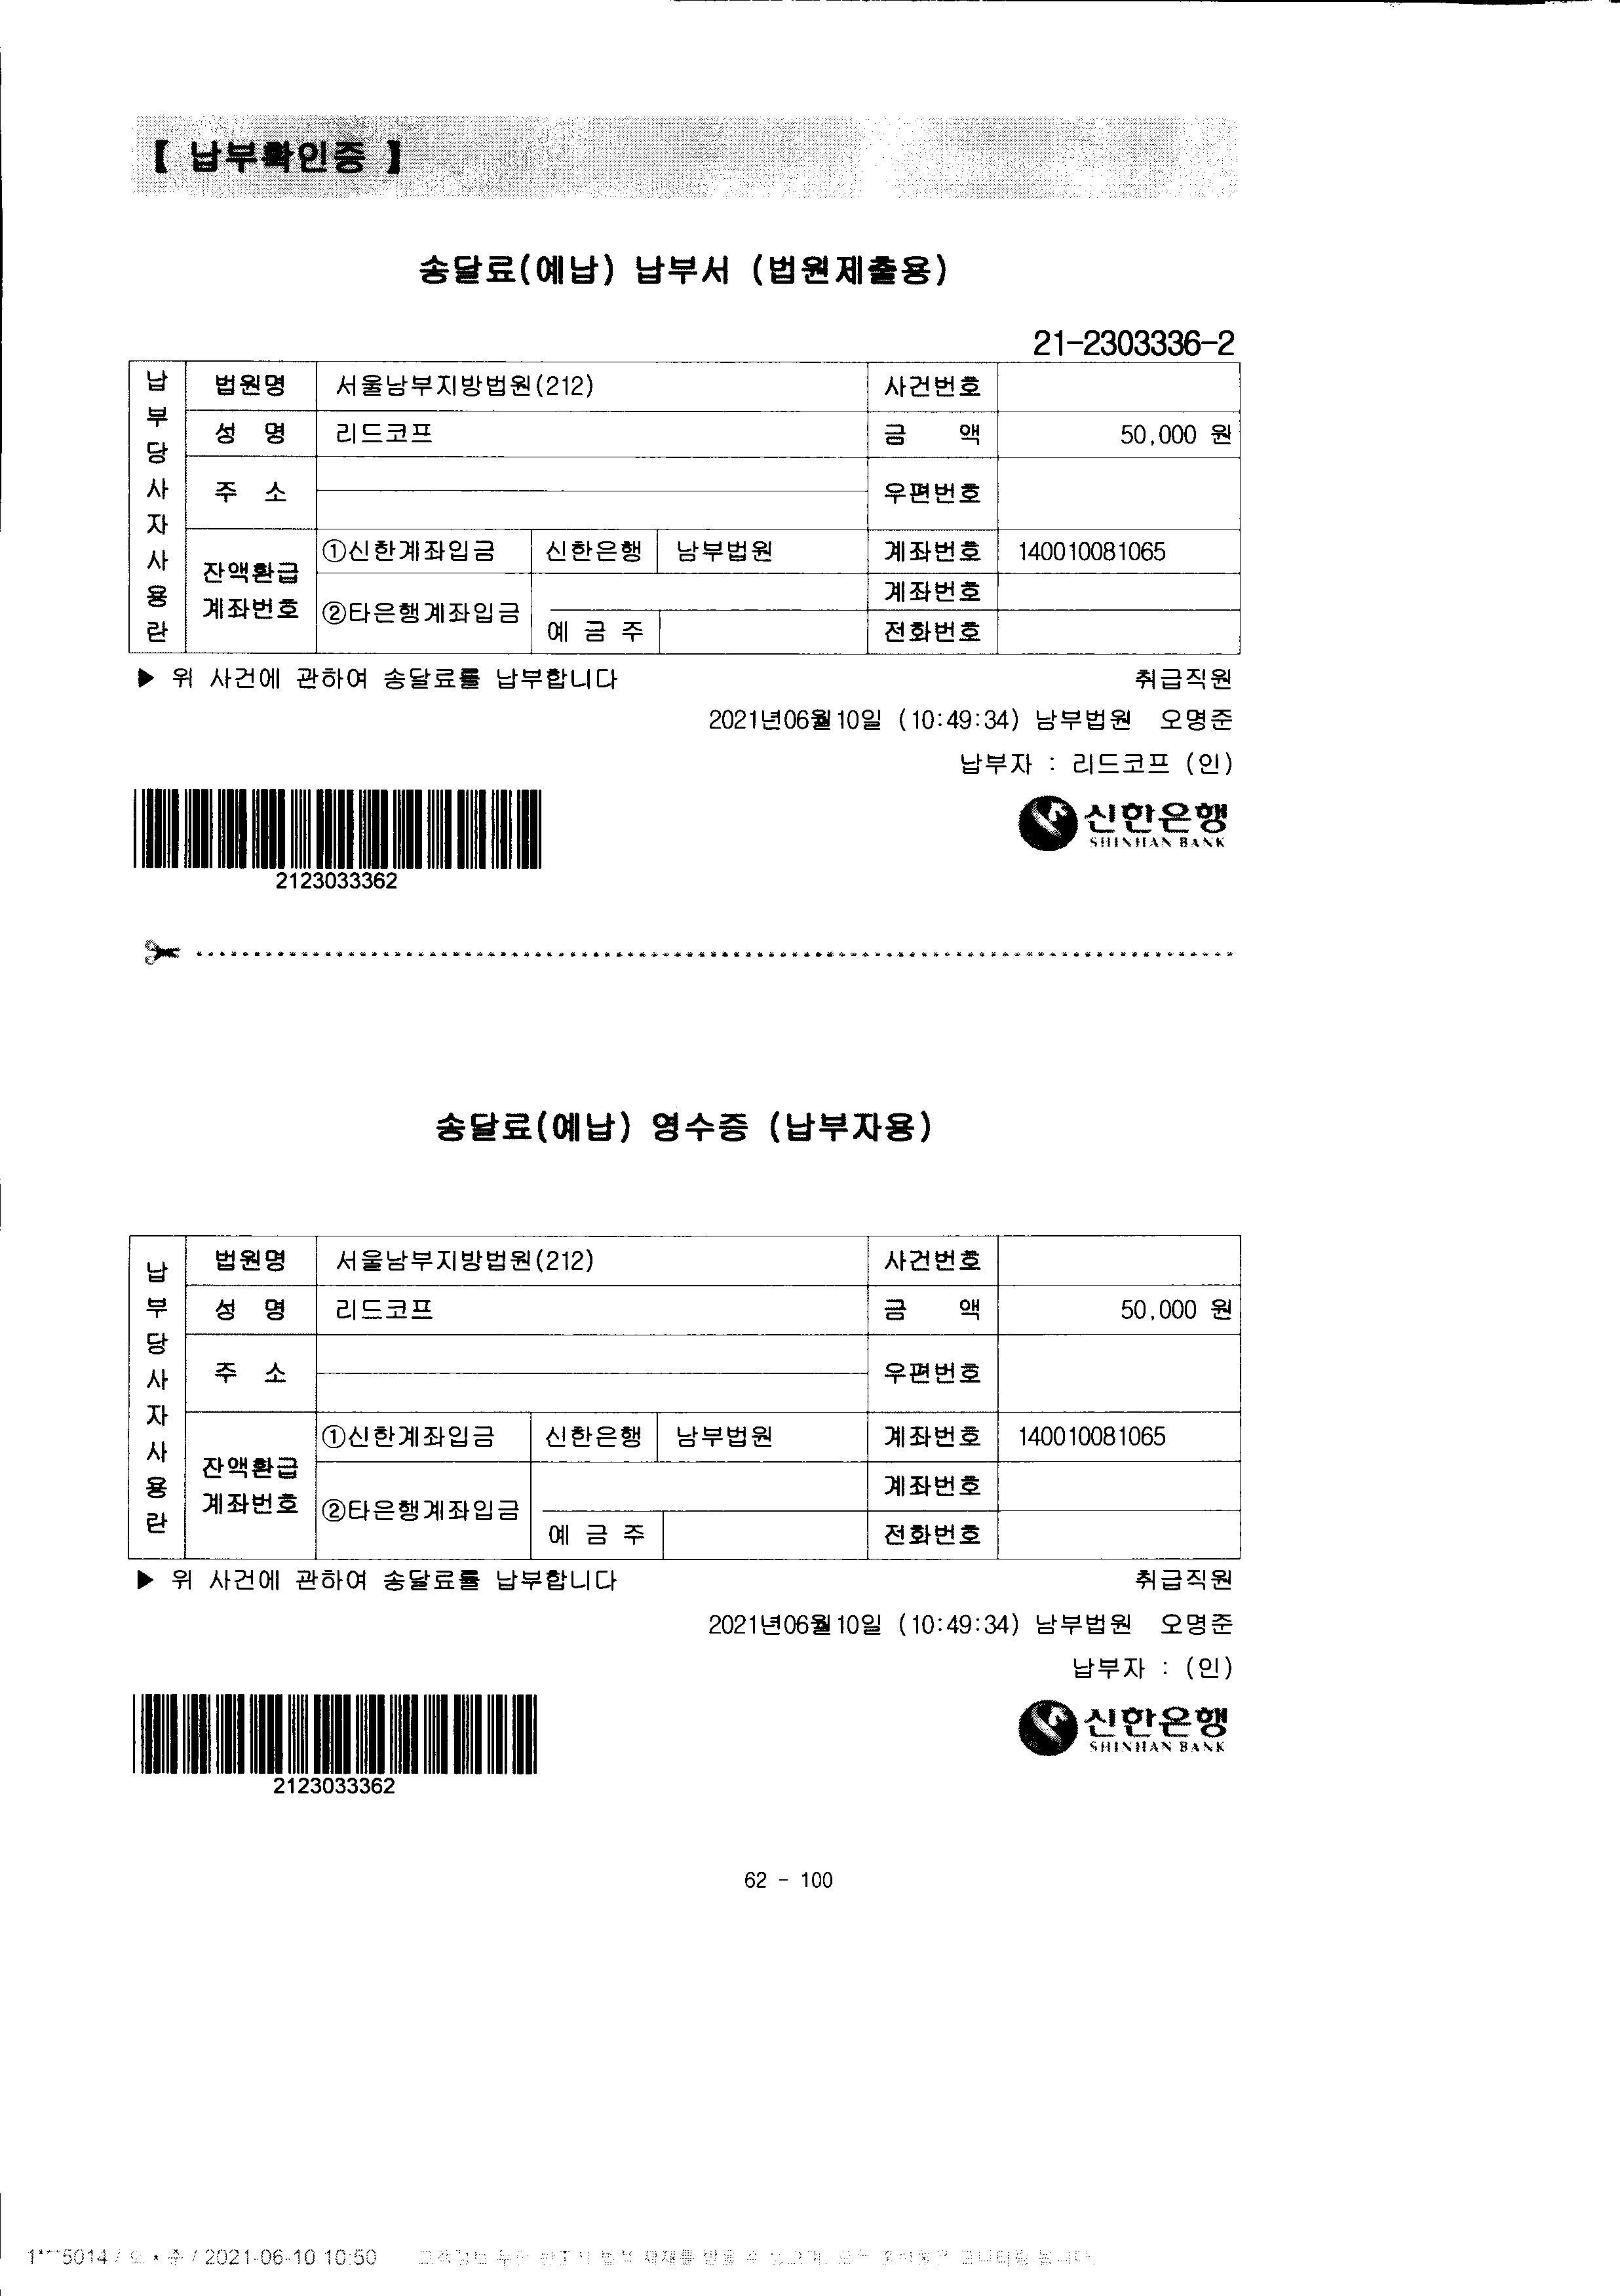 【 납부확인증 】
송달료(예납) 납부서 (법원제출용)
21-2303336-2
납부당사자사용란
법원명 서울남부지방법원(212) 사건번호
성 명 리드코프 금 액 50,000 원
주 소 우편번호
잔액환급 계좌번호
①신한계좌입금 신한은행 남부법원 계좌번호 140010081065
②타은행계좌입금 계좌번호
예 금 주 전화번호
▶ 위 사건에 관하여 송달료를 납부합니다 취급직원
2021년06월10일 (10:49:34) 남부법원 오명준
납부자 : 리드코프 (인)
신한은행
SHINHAN BANK
2123033362
송달료(예납) 영수증 (납부자용)
납부당사자사용란
법원명 서울남부지방법원(212) 사건번호
성 명 리드코프 금 액 50,000 원
주 소 우편번호
잔액환급 계좌번호
①신한계좌입금 신한은행 남부법원 계좌번호 140010081065
②타은행계좌입금 계좌번호
예 금 주 전화번호
▶ 위 사건에 관하여 송달료를 납부합니다 취급직원
2021년06월10일 (10:49:34) 남부법원 오명준
납부자 : (인)
신한은행
SHINHAN BANK
2123033362
62 - 100
5014 / 오 * 준 / 2021-06-10 10:50